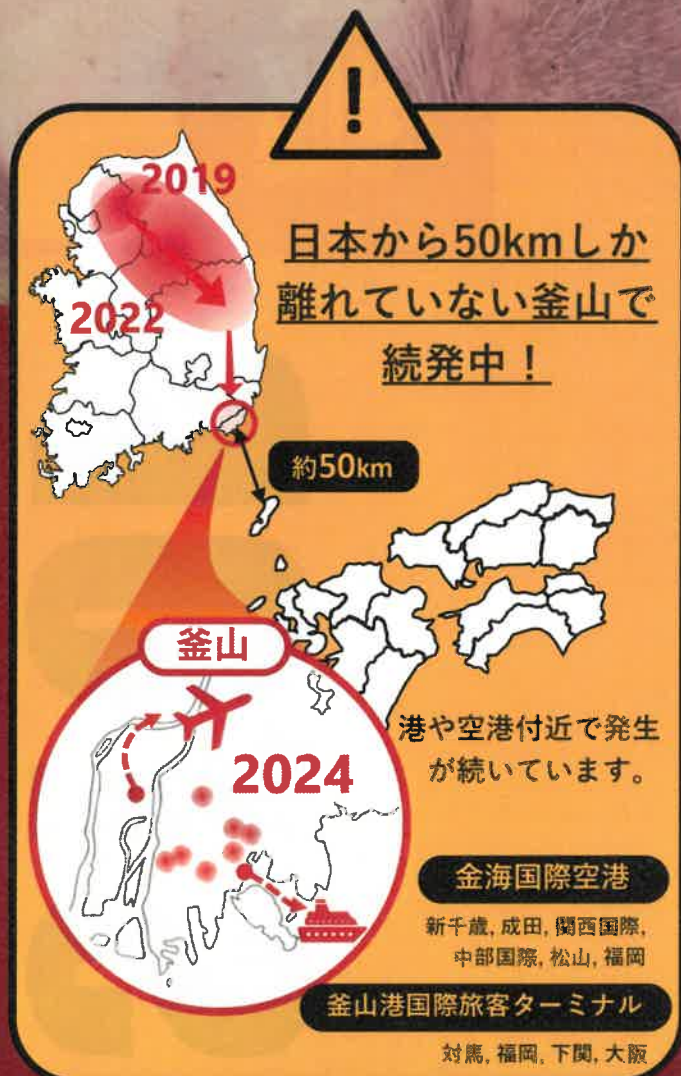 !
2019
2022
日本から50kmしか
離れていない釜山で
続発中！
約50km
釜山
2024
港や空港付近で発生
が続いています。
金海国際空港
新千歳, 成田, 関西国際,
中部国際, 松山, 福岡
釜山港国際旅客ターミナル
対馬, 福岡, 下関, 大阪